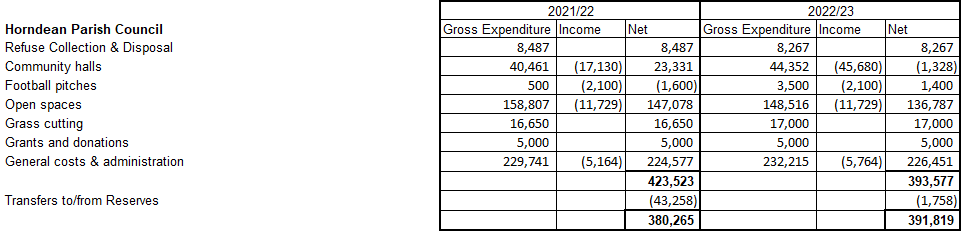 2021/22 2022/23
Horndean Parish Council Gross Expenditure Income Net Gross Expenditure Income Net
Refuse Collection & Disposal 8,487 8,487 8,267 8,267
Community halls 40,461 (17,130) 23,331 44,352 (45,680) (1,328)
Football pitches 500 (2,100) (1,600) 3,500 (2,100) 1,400
Open spaces 158,807 (11,729) 147,078 148,516 (11,729) 136,787
Grass cutting 16,650 16,650 17,000 17,000
Grants and donations 5,000 5,000 5,000 5,000
General costs & administration 229,741 (5,164) 224,577 232,215 (5,764) 226,451
423,523 393,577
Transfers to/from Reserves (43,258) (1,758)
380,265 391,819